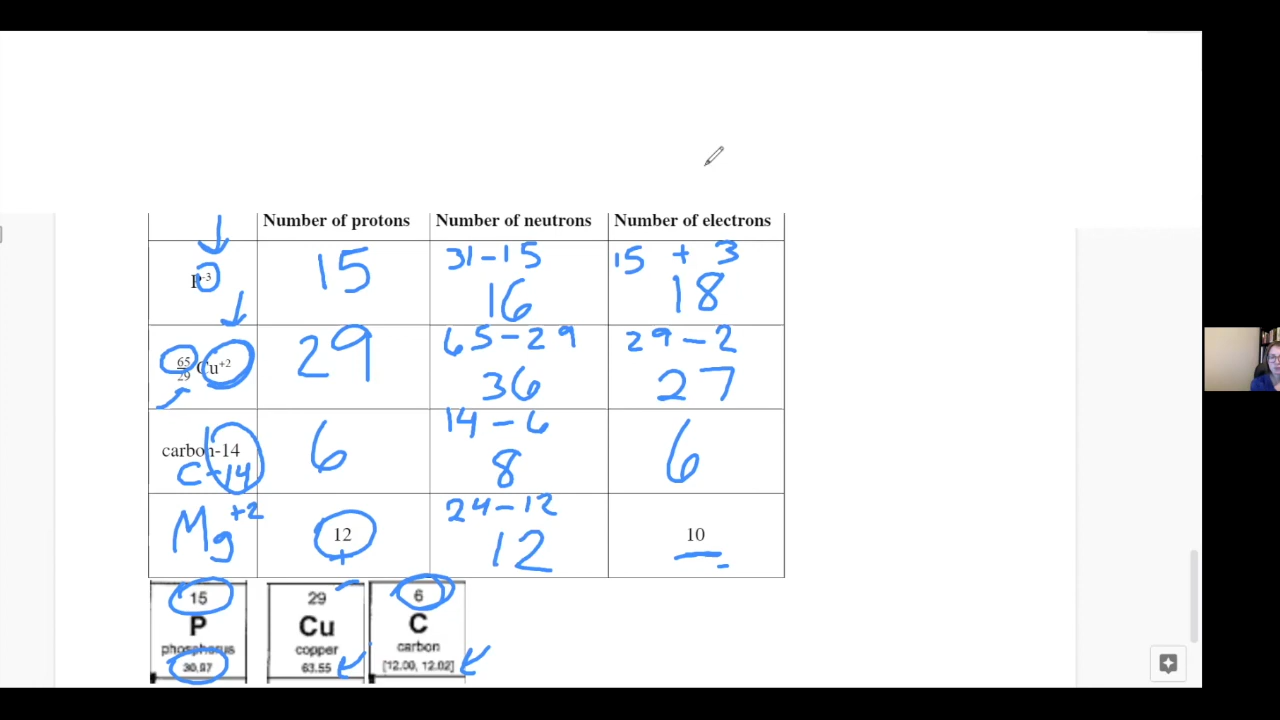 Number of protons Number of neutrons Number of electrons
P-3 15 31-15 15 + 3
16 18
65/29 Cu+2 29 65-29 29-2
36 27
carbon-14 6 14-6 6
C-14 8
Mg+2 12 24-12 10
+ 12 -
15 29 6
P Cu C
phosphorus copper carbon
30.97 63.55 [12.00, 12.02]